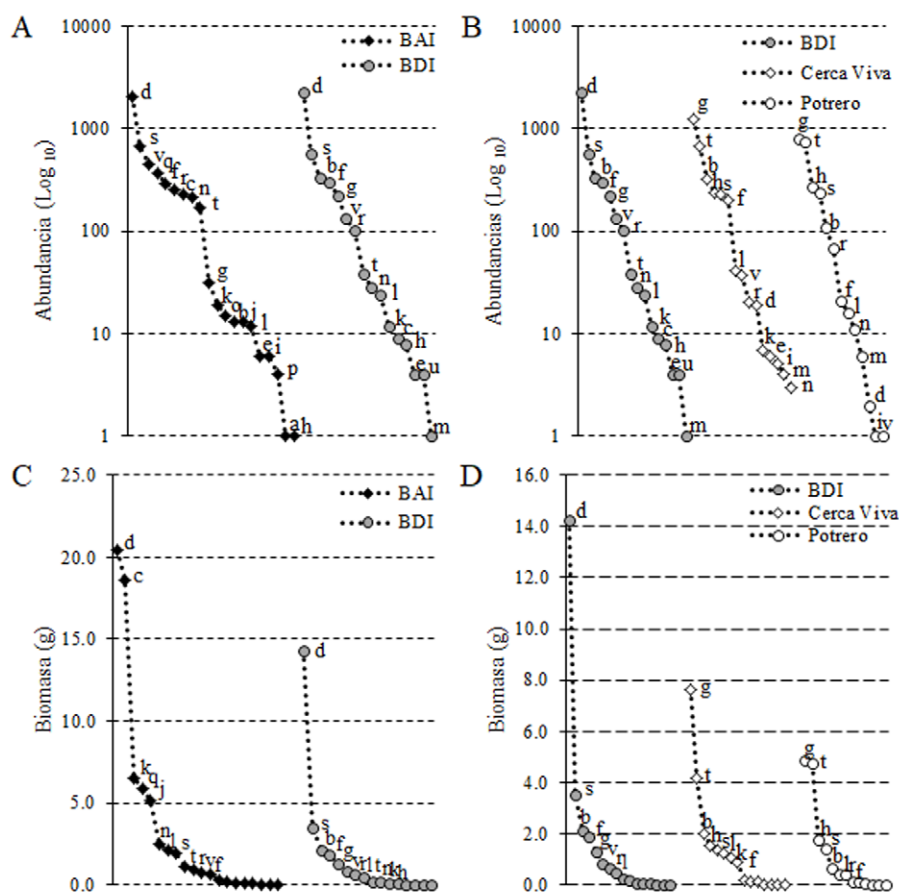 A
BAI
BDI
Abundancia (Log 10)
10000
1000
100
10
1
d
s
v
q
f
r
c
n
t
g
k
o
b
j
l
e
i
p
a
h
d
s
b
f
g
v
r
t
n
l
k
c
h
e
u
m
B
BDI
Cerca Viva
Potrero
Abundancias (Log 10)
10000
1000
100
10
1
d
s
b
f
g
v
r
t
n
l
k
c
h
e
u
m
g
t
b
h
s
f
l
v
r
d
k
e
i
m
n
g
t
h
s
b
r
f
l
n
m
d
i
v
C
BAI
BDI
Biomasa (g)
25.0
20.0
15.0
10.0
5.0
0.0
d
c
k
q
j
n
l
s
t
r
v
f
d
s
b
f
g
v
r
l
t
n
k
h
D
BDI
Cerca Viva
Potrero
Biomasa (g)
16.0
14.0
12.0
10.0
8.0
6.0
4.0
2.0
0.0
d
s
b
f
g
v
r
l
g
t
b
h
s
l
k
f
g
t
h
s
b
l
r
f